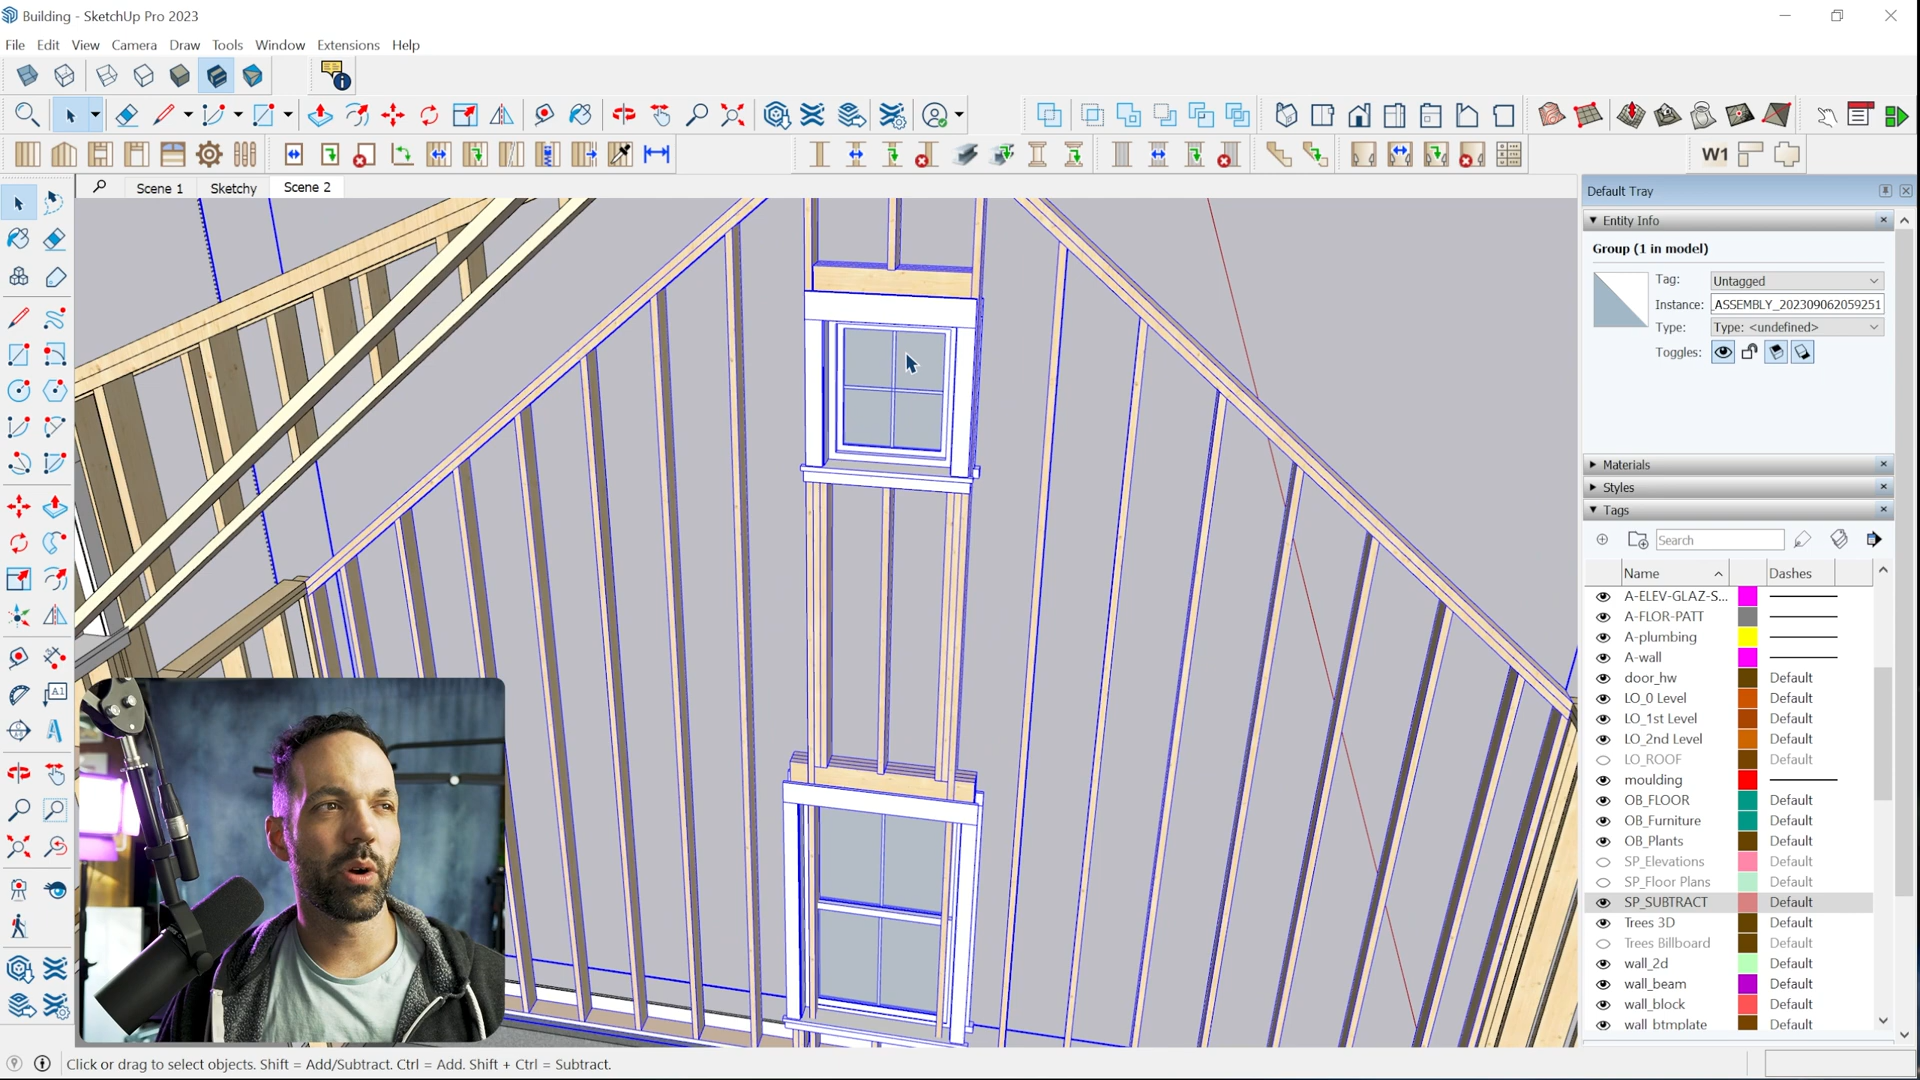 Building - SketchUp Pro 2023
File Edit View Camera Draw Tools Window Extensions Help
W1
Scene 1 Sketchy Scene 2
Default Tray
Entity Info
Group (1 in model)
Tag: Untagged
Instance: ASSEMBLY_202309062059251
Type: Type: <undefined>
Toggles:
Materials
Styles
Tags
Search
Name Dashes
A-ELEV-GLAZ-S...
A-FLOR-PATT
A-plumbing
A-wall
door_hw Default
LO_0 Level Default
LO_1st Level Default
LO_2nd Level Default
LO_ROOF Default
moulding
OB_FLOOR Default
OB_Furniture Default
OB_Plants Default
SP_Elevations Default
SP_Floor Plans Default
SP_SUBTRACT Default
Trees 3D Default
Trees Billboard Default
wall_2d Default
wall_beam Default
wall_block Default
wall btmplate Default
A1
Click or drag to select objects. Shift = Add/Subtract. Ctrl = Add. Shift + Ctrl = Subtract.